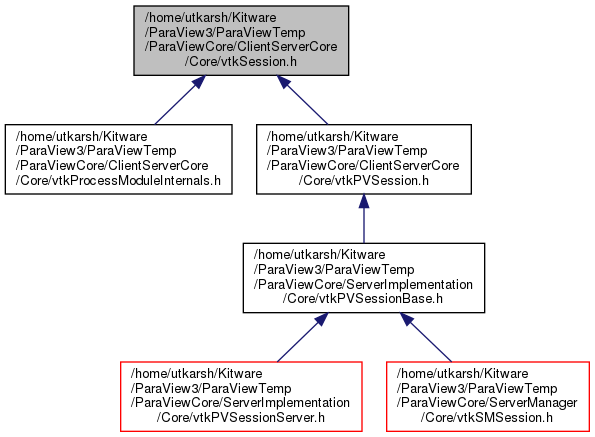 /home/utkarsh/Kitware
/ParaView3/ParaViewTemp
/ParaViewCore/ClientServerCore
/Core/vtkSession.h
/home/utkarsh/Kitware
/ParaView3/ParaViewTemp
/ParaViewCore/ClientServerCore
/Core/vtkProcessModuleInternals.h
/home/utkarsh/Kitware
/ParaView3/ParaViewTemp
/ParaViewCore/ClientServerCore
/Core/vtkPVSession.h
/home/utkarsh/Kitware
/ParaView3/ParaViewTemp
/ParaViewCore/ServerImplementation
/Core/vtkPVSessionBase.h
/home/utkarsh/Kitware
/ParaView3/ParaViewTemp
/ParaViewCore/ServerImplementation
/Core/vtkPVSessionServer.h
/home/utkarsh/Kitware
/ParaView3/ParaViewTemp
/ParaViewCore/ServerManager
/Core/vtkSMSession.h